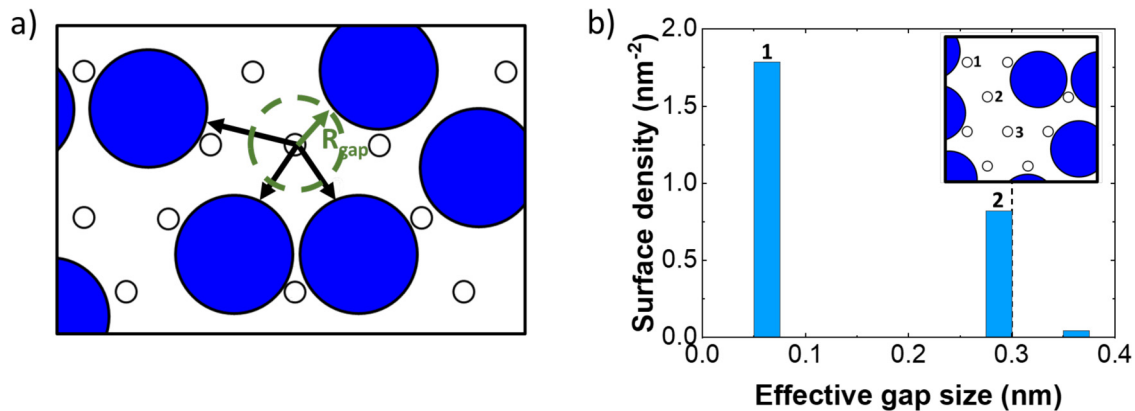 a)
R_gap
b)
Surface density (nm⁻²)
2.0
1.5
1.0
0.5
0.0
1
2
1
2
3
0.0 0.1 0.2 0.3 0.4
Effective gap size (nm)